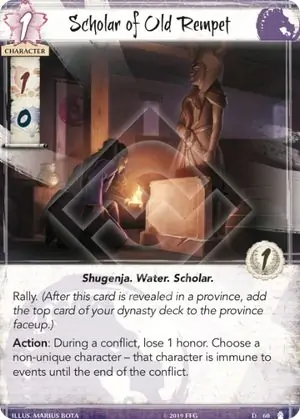 Scholar of Old Rempet
1
CHARACTER
1
0
1
Shugenja. Water. Scholar.
Rally. (After this card is revealed in a province, add
the top card of your dynasty deck to the province
faceup.)
Action: During a conflict, lose 1 honor. Choose a
non-unique character – that character is immune to
events until the end of the conflict.
ILLUS. MARIUS BOTA
©2019 FFG
D 60